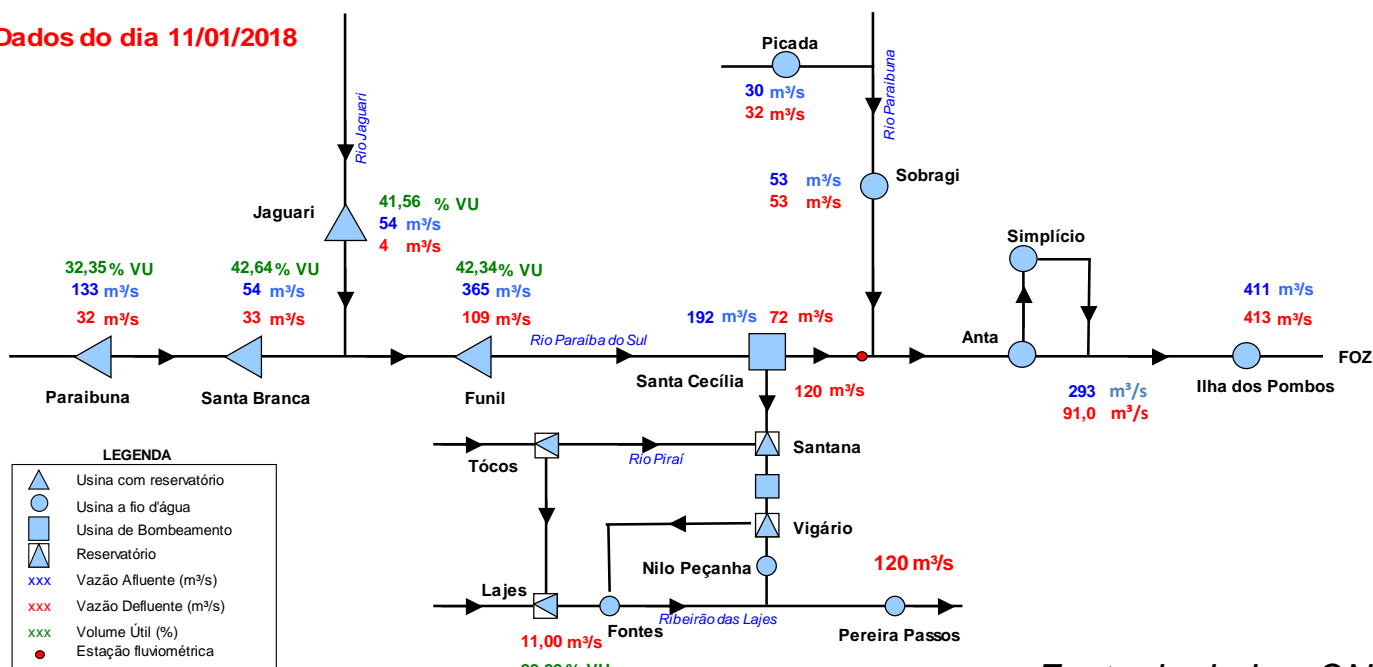 Dados do dia 11/01/2018
Picada
30 m³/s
32 m³/s
Rio Paraibuna
Rio Jaguari
53 m³/s
53 m³/s
Sobragi
Jaguari
41,56 % VU
54 m³/s
4 m³/s
Simplício
32,35 % VU
133 m³/s
32 m³/s
42,64 % VU
54 m³/s
33 m³/s
42,34 % VU
365 m³/s
109 m³/s
Rio Paraíba do Sul
192 m³/s 72 m³/s
411 m³/s
413 m³/s
Anta
FOZ
Paraibuna
Santa Branca
Funil
Santa Cecília
120 m³/s
293 m³/s
91,0 m³/s
Ilha dos Pombos
LEGENDA
Usina com reservatório
Usina a fio d'água
Usina de Bombeamento
Reservatório
xxx Vazão Afluente (m³/s)
xxx Vazão Defluente (m³/s)
xxx Volume Útil (%)
Estação fluviométrica
Tócos
Rio Piraí
Santana
Vigário
Nilo Peçanha
120 m³/s
Lajes
Fontes
Ribeirão das Lajes
Pereira Passos
11,00 m³/s